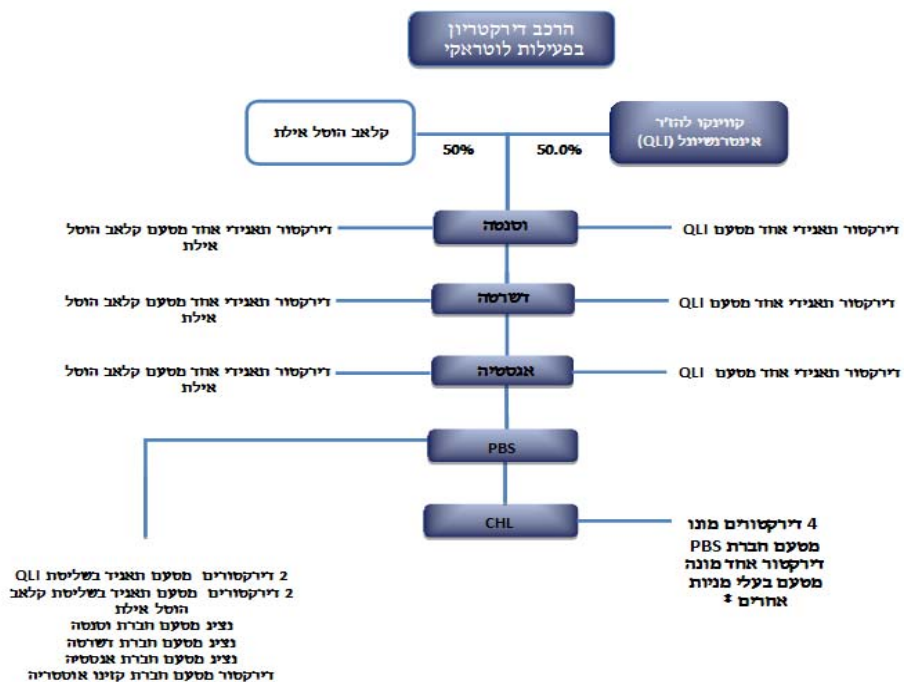 הרכב דירקטריון
בפעילות לוטראקי
קלאב הוטל אילת
קווינקו להז'ר
אינטרנשיונל (QLI)
50%
50.0%
וסנטה
דירקטור תאגידי אחד מטעם קלאב הוטל
אילת
דירקטור תאגידי אחד מטעם QLI
דשרטה
דירקטור תאגידי אחד מטעם קלאב הוטל
אילת
דירקטור תאגידי אחד מטעם QLI
אגסטיה
דירקטור תאגידי אחד מטעם קלאב הוטל
אילת
דירקטור תאגידי אחד מטעם QLI
PBS
CHL
4 דירקטורים מונו
מטעם חברת PBS
דירקטור אחד מונה
מטעם בעלי מניות
אחרים *
2 דירקטורים מטעם תאגיד בשליטת QLI
2 דירקטורים מטעם תאגיד בשליטת קלאב
הוטל אילת
נציג מטעם חברת וסנטה
נציג מטעם חברת דשרטה
נציג מטעם חברת אגסטיה
דירקטור מטעם חברת קזינו אוסטריה